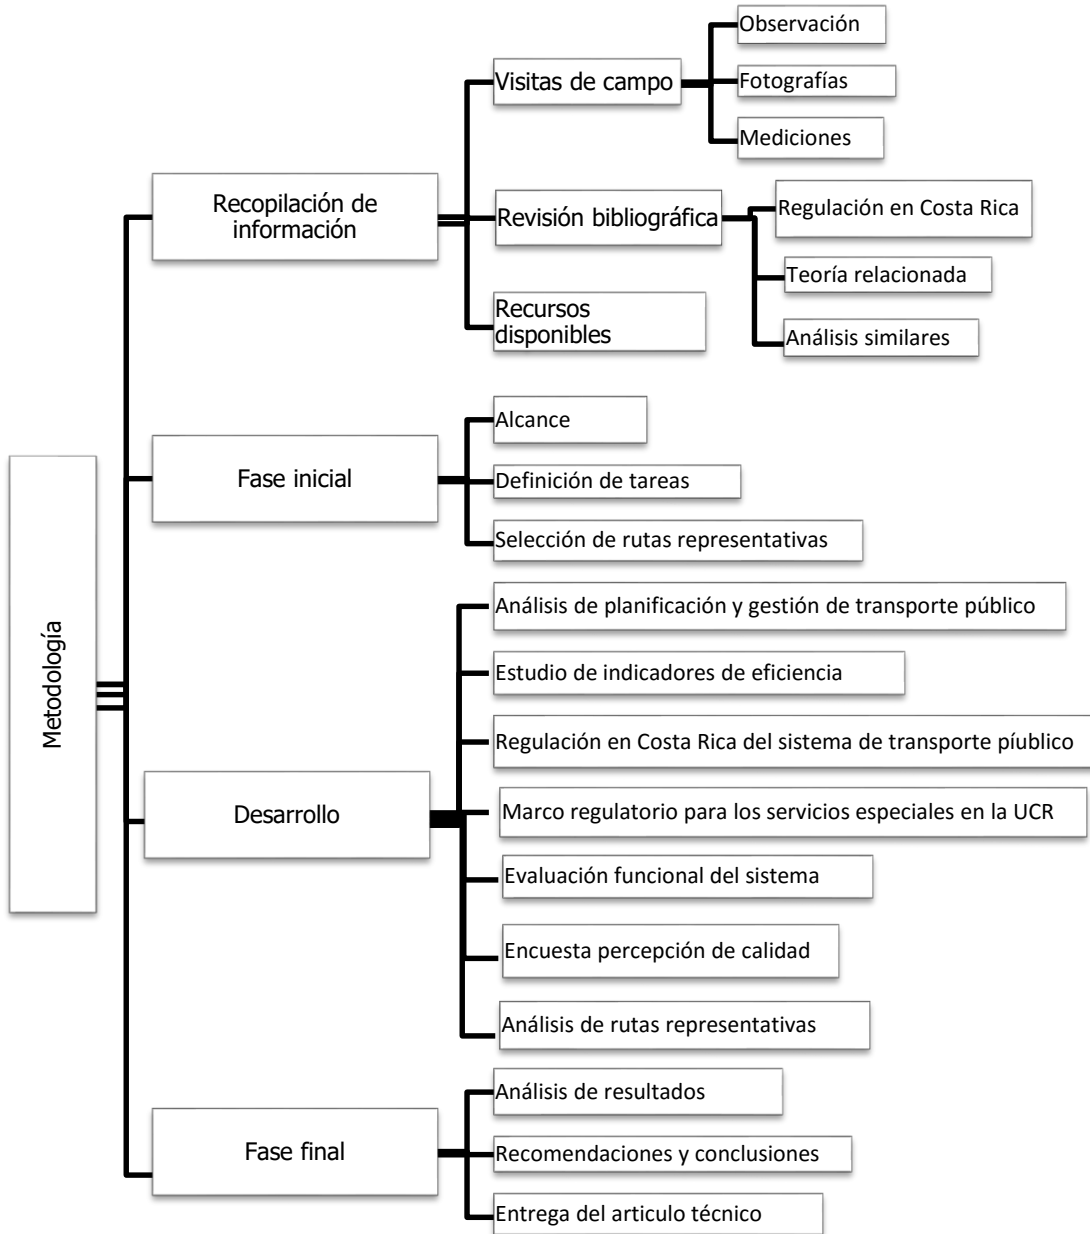 Metodología
Recopilación de
información
Visitas de campo
Observación
Fotografías
Mediciones
Revisión bibliográfica
Regulación en Costa Rica
Teoría relacionada
Análisis similares
Recursos
disponibles
Fase inicial
Alcance
Definición de tareas
Selección de rutas representativas
Desarrollo
Análisis de planificación y gestión de transporte público
Estudio de indicadores de eficiencia
Regulación en Costa Rica del sistema de transporte píublico
Marco regulatorio para los servicios especiales en la UCR
Evaluación funcional del sistema
Encuesta percepción de calidad
Análisis de rutas representativas
Fase final
Análisis de resultados
Recomendaciones y conclusiones
Entrega del articulo técnico